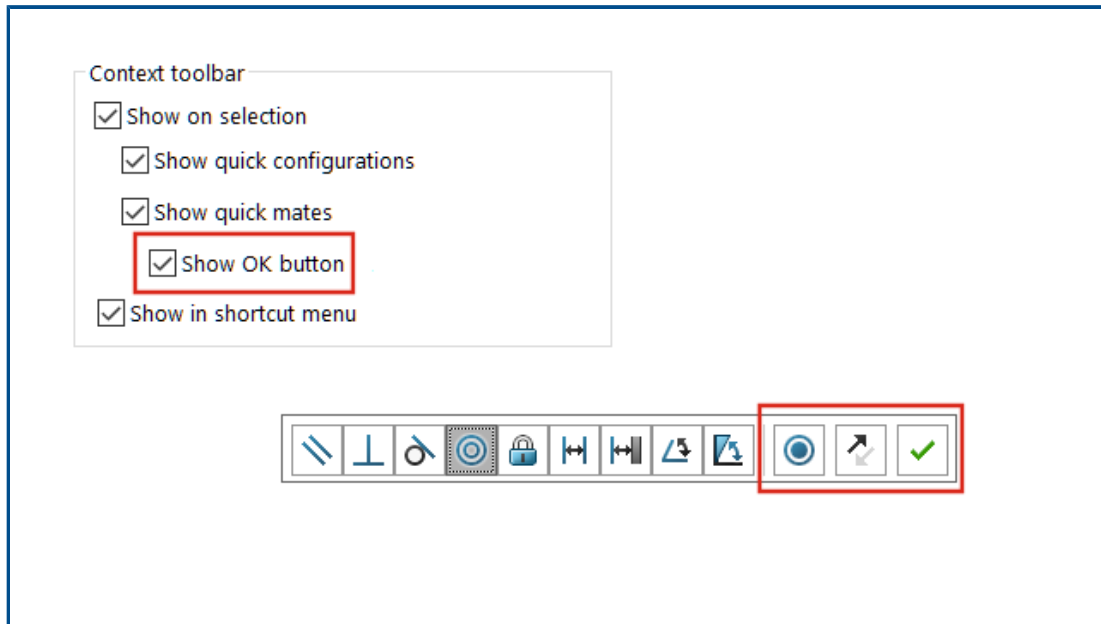 Context toolbar
Show on selection
Show quick configurations
Show quick mates
Show OK button
Show in shortcut menu